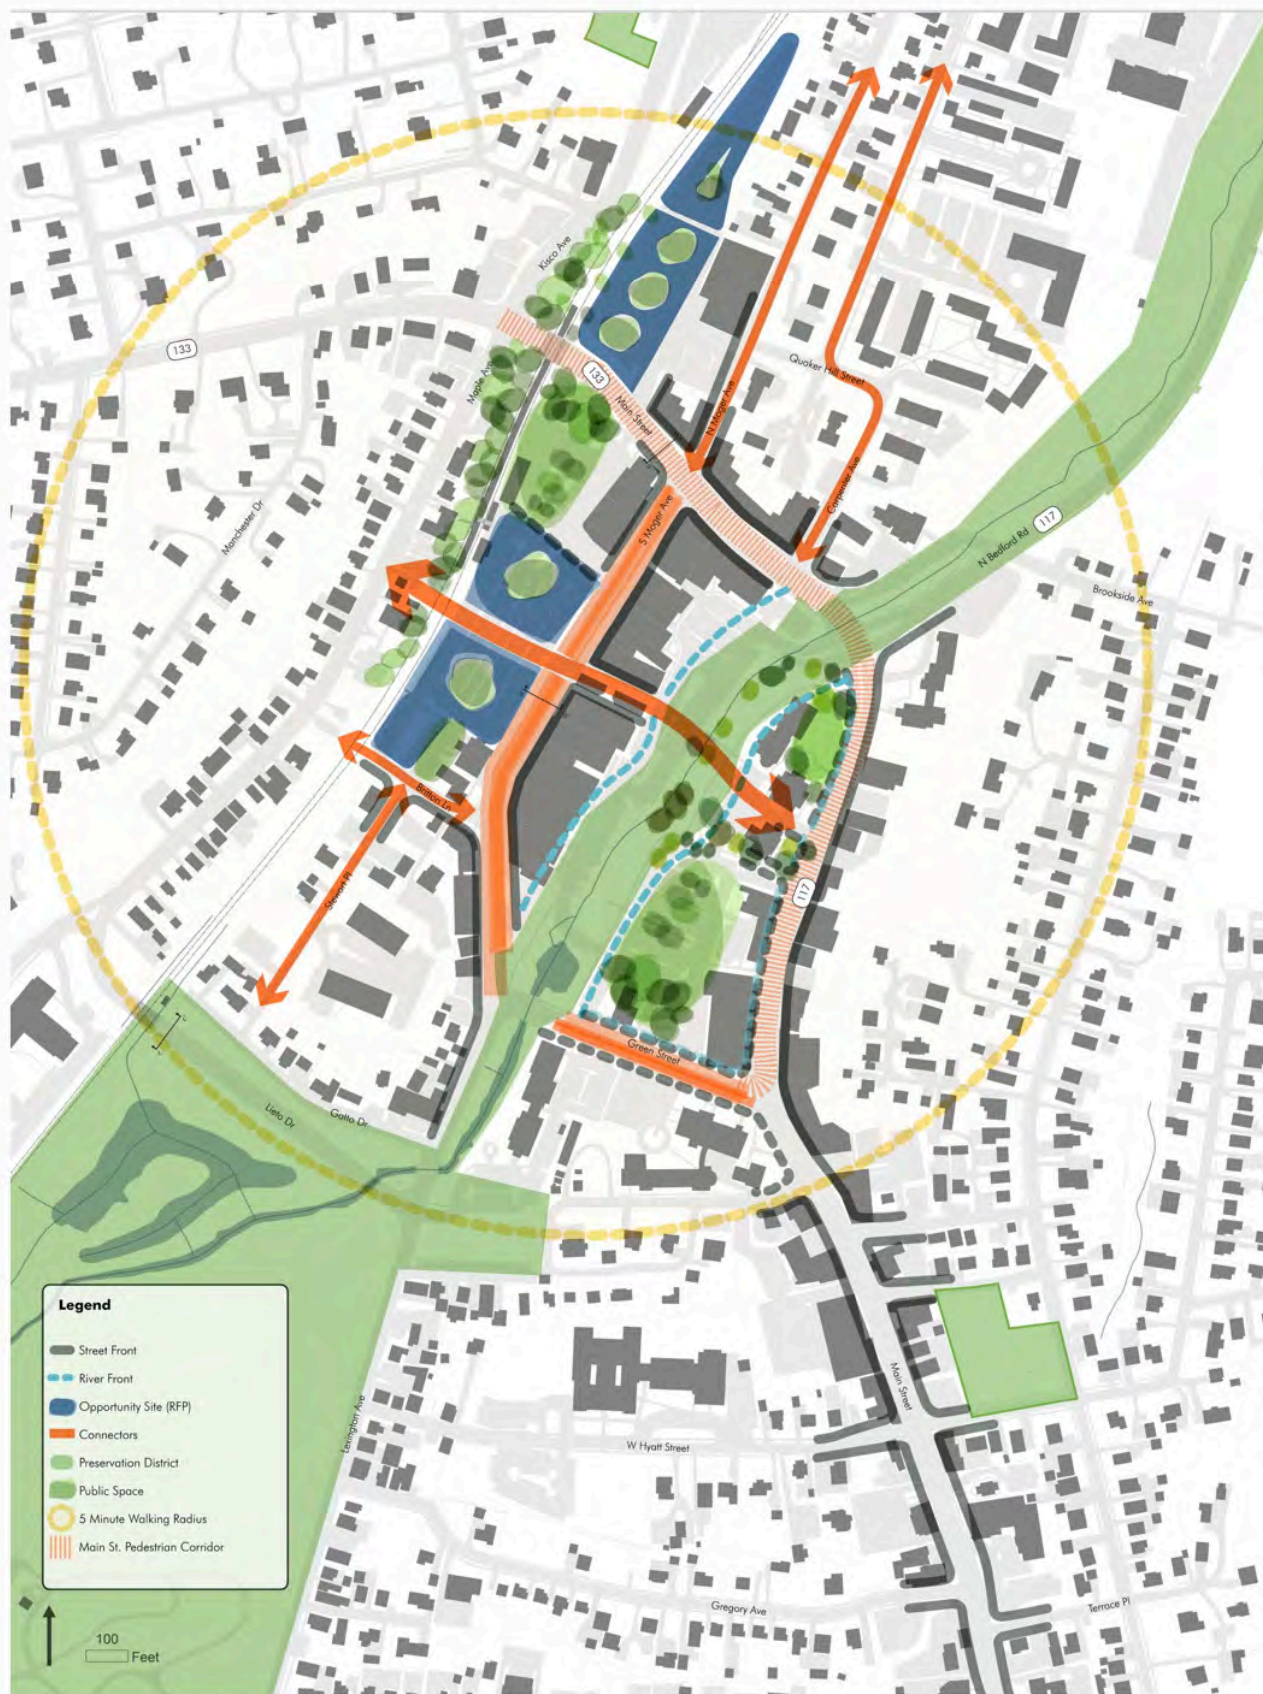 Kisco Ave
133
Maple Ave
133
Main Street
N Moger Ave
Quaker Hill Street
Carpenter Ave
S Moger Ave
Manchester Dr
N Bedford Rd
117
Brookside Ave
Britton Ln
Stewart Pl
117
Green Street
Lieto Dr
Gatto Dr
Legend
Street Front
River Front
Opportunity Site (RFP)
Connectors
Preservation District
Public Space
5 Minute Walking Radius
Main St. Pedestrian Corridor
Main Street
Lexington Ave
W Hyatt Street
Gregory Ave
Terrace Pl
100
Feet